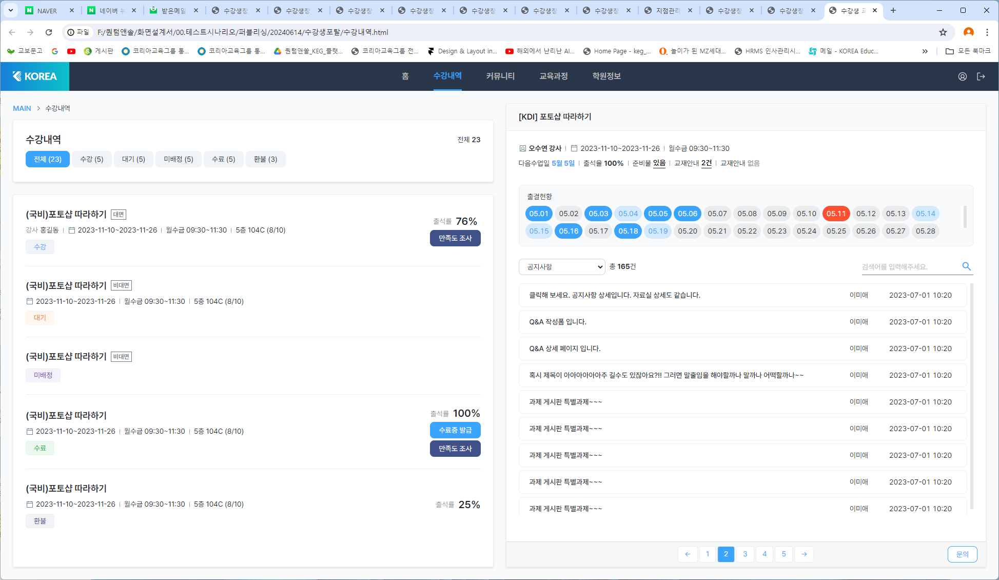 NAVER
네이버 뉴
받은메일
수강생창
수강생창
수강생창
수강생창
수강생창
수강생창
수강생창
지점관리
수강생창
수강생창
수강생 포
파일 F:/퀀텀앤솔/화면설계서/00.테스트시나리오/퍼블리싱/20240614/수강생포탈/수강내역.html
교보문고
게시판
코리아교육그룹 통...
코리아교육그룹 통...
퀀텀앤쏠_KEG_플랫...
코리아교육그룹 전...
Design & Layout in...
해외에서 난리난 AI...
Home Page - keg_...
놀이가 된 MZ세대...
HRMS 인사관리시...
메일 - KOREA Educ...
모든 북마크
KOREA
홈 수강내역 커뮤니티 교육과정 학원정보
MAIN > 수강내역
수강내역
전체 23
전체 (23) 수강 (5) 대기 (5) 미배정 (5) 수료 (5) 환불 (3)
(국비)포토샵 따라하기 대면
강사 홍길동 | 2023-11-10~2023-11-26 | 월수금 09:30~11:30 | 5층 104C (8/10)
수강
출석률 76%
만족도 조사
(국비)포토샵 따라하기 비대면
2023-11-10~2023-11-26 | 월수금 09:30~11:30 | 5층 104C (8/10)
대기
(국비)포토샵 따라하기 비대면
미배정
(국비)포토샵 따라하기
2023-11-10~2023-11-26 | 월수금 09:30~11:30 | 5층 104C (8/10)
수료
출석률 100%
수료증 발급
만족도 조사
(국비)포토샵 따라하기
2023-11-10~2023-11-26 | 월수금 09:30~11:30 | 5층 104C (8/10)
환불
출석률 25%
[KDI] 포토샵 따라하기
오수연 강사 | 2023-11-10~2023-11-26 | 월수금 09:30~11:30
다음수업일 5월 5일 | 출석률 100% | 준비물 있음 | 교재안내 2건 | 교재안내 없음
출결현황
05.01 05.02 05.03 05.04 05.05 05.06 05.07 05.08 05.09 05.10 05.11 05.12 05.13 05.14
05.15 05.16 05.17 05.18 05.19 05.20 05.21 05.22 05.23 05.24 05.25 05.26 05.27 05.28
공지사항 총 165건 검색어를 입력해주세요.
클릭해 보세요. 공지사항 상세입니다. 자료실 상세도 같습니다. 이미애 2023-07-01 10:20
Q&A 작성폼 입니다. 이미애 2023-07-01 10:20
Q&A 상세 페이지 입니다. 이미애 2023-07-01 10:20
혹시 제목이 아아아아아아주 길수도 있잖아요?!! 그러면 말줄임을 해야할까나 말까나 어떡할까나~~ 이미애 2023-07-01 10:20
과제 게시판 특별과제~~~ 이미애 2023-07-01 10:20
과제 게시판 특별과제~~~ 이미애 2023-07-01 10:20
과제 게시판 특별과제~~~ 이미애 2023-07-01 10:20
과제 게시판 특별과제~~~ 이미애 2023-07-01 10:20
과제 게시판 특별과제~~~ 이미애 2023-07-01 10:20
← 1 2 3 4 5 →
문의